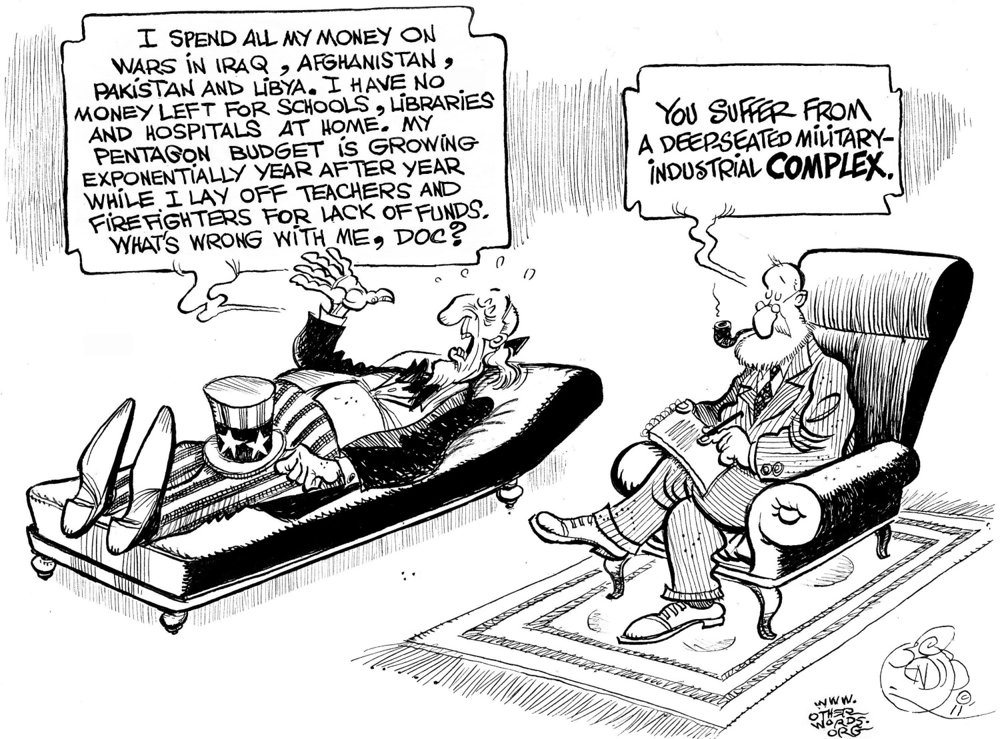 I SPEND ALL MY MONEY ON
WARS IN IRAQ, AFGHANISTAN,
PAKISTAN AND LIBYA. I HAVE NO
MONEY LEFT FOR SCHOOLS, LIBRARIES
AND HOSPITALS AT HOME. MY
PENTAGON BUDGET IS GROWING
EXPONENTIALLY YEAR AFTER YEAR
WHILE I LAY OFF TEACHERS AND
FIREFIGHTERS FOR LACK OF FUNDS.
WHAT'S WRONG WITH ME, DOC?
YOU SUFFER FROM
A DEEP-SEATED MILITARY-
INDUSTRIAL COMPLEX.
WWW.
OTHER
WORDS.
ORG
© 11